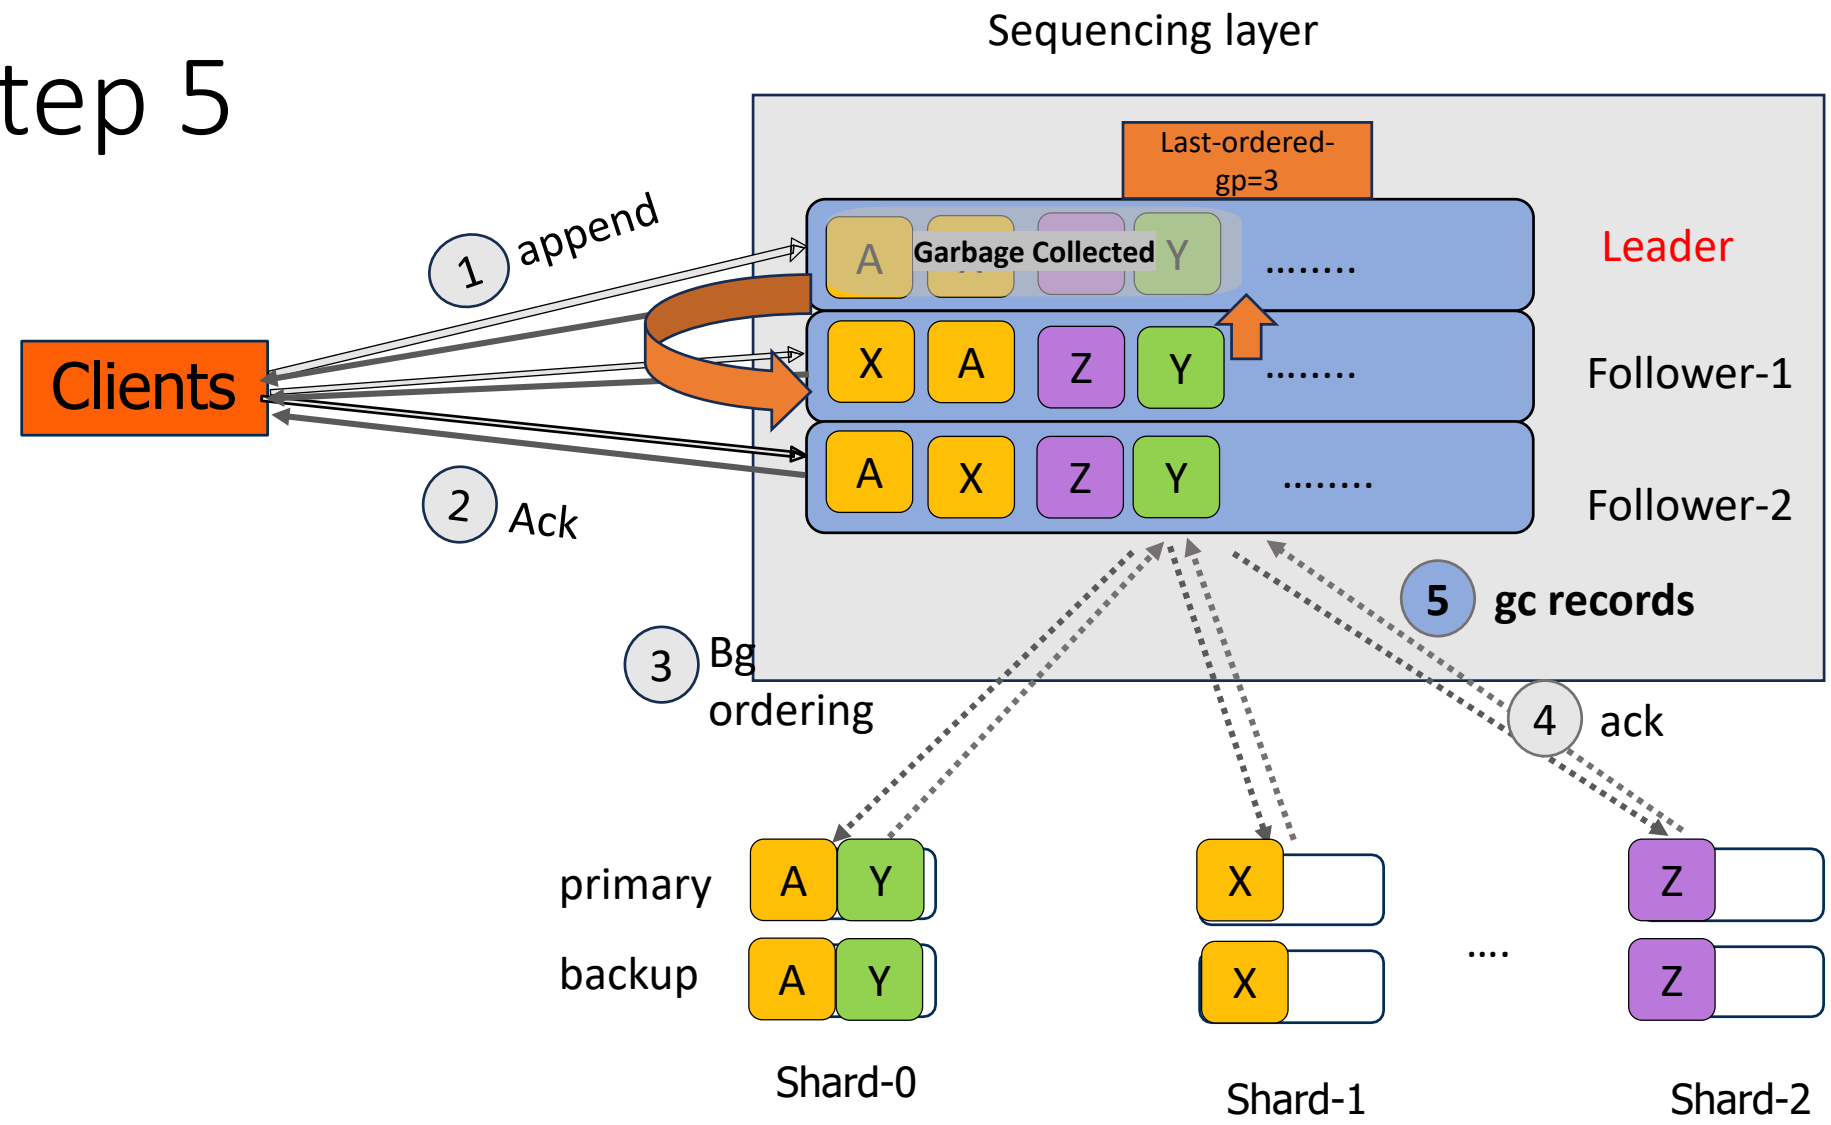 Sequencing layer
tep 5
Last-ordered-
gp=3
1 append
A Garbage Collected Y ........
Leader
Clients
X A Z Y ........
Follower-1
A X Z Y ........
Follower-2
2 Ack
5 gc records
3 Bg
ordering
4 ack
primary A Y X Z
backup A Y X .... Z
Shard-0 Shard-1 Shard-2